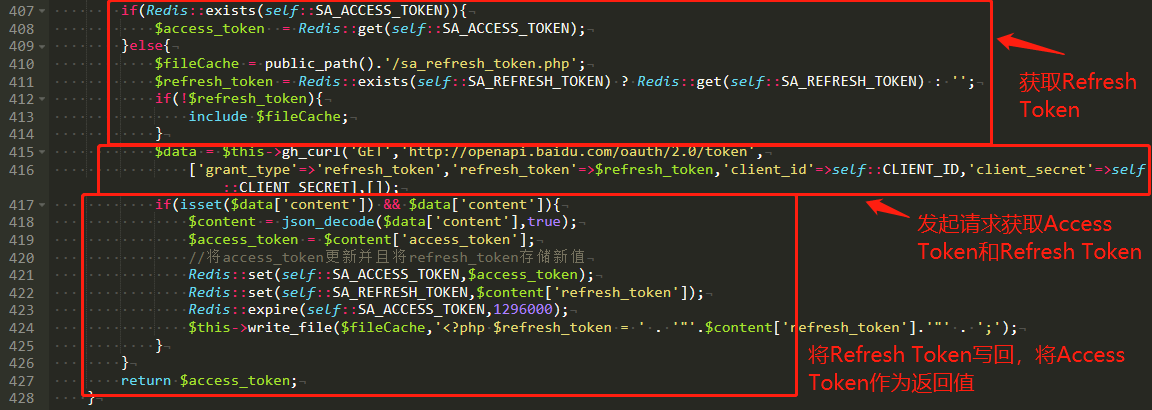 407 if(Redis::exists(self::SA_ACCESS_TOKEN)){
408 $access_token = Redis::get(self::SA_ACCESS_TOKEN);
409 }else{
410 $fileCache = public_path().'/sa_refresh_token.php';
411 $refresh_token = Redis::exists(self::SA_REFRESH_TOKEN) ? Redis::get(self::SA_REFRESH_TOKEN) : '';
412 if(!$refresh_token){
413 include $fileCache;
414 }
获取Refresh
Token
415 $data = $this->gh_curl('GET','http://openapi.baidu.com/oauth/2.0/token',
416 ['grant_type'=>'refresh_token','refresh_token'=>$refresh_token,'client_id'=>self::CLIENT_ID,'client_secret'=>self
::CLIENT_SECRET],[]);
发起请求获取Access
Token和Refresh Token
417 if(isset($data['content']) && $data['content']){
418 $content = json_decode($data['content'],true);
419 $access_token = $content['access_token'];
420 //将access_token更新并且将refresh_token存储新值
421 Redis::set(self::SA_ACCESS_TOKEN,$access_token);
422 Redis::set(self::SA_REFRESH_TOKEN,$content['refresh_token']);
423 Redis::expire(self::SA_ACCESS_TOKEN,1296000);
424 $this->write_file($fileCache,'<?php $refresh_token = ' . '"'.$content['refresh_token'].'"' . ';');
425 }
426 }
427 return $access_token;
428 }
将Refresh Token写回，将Access
Token作为返回值